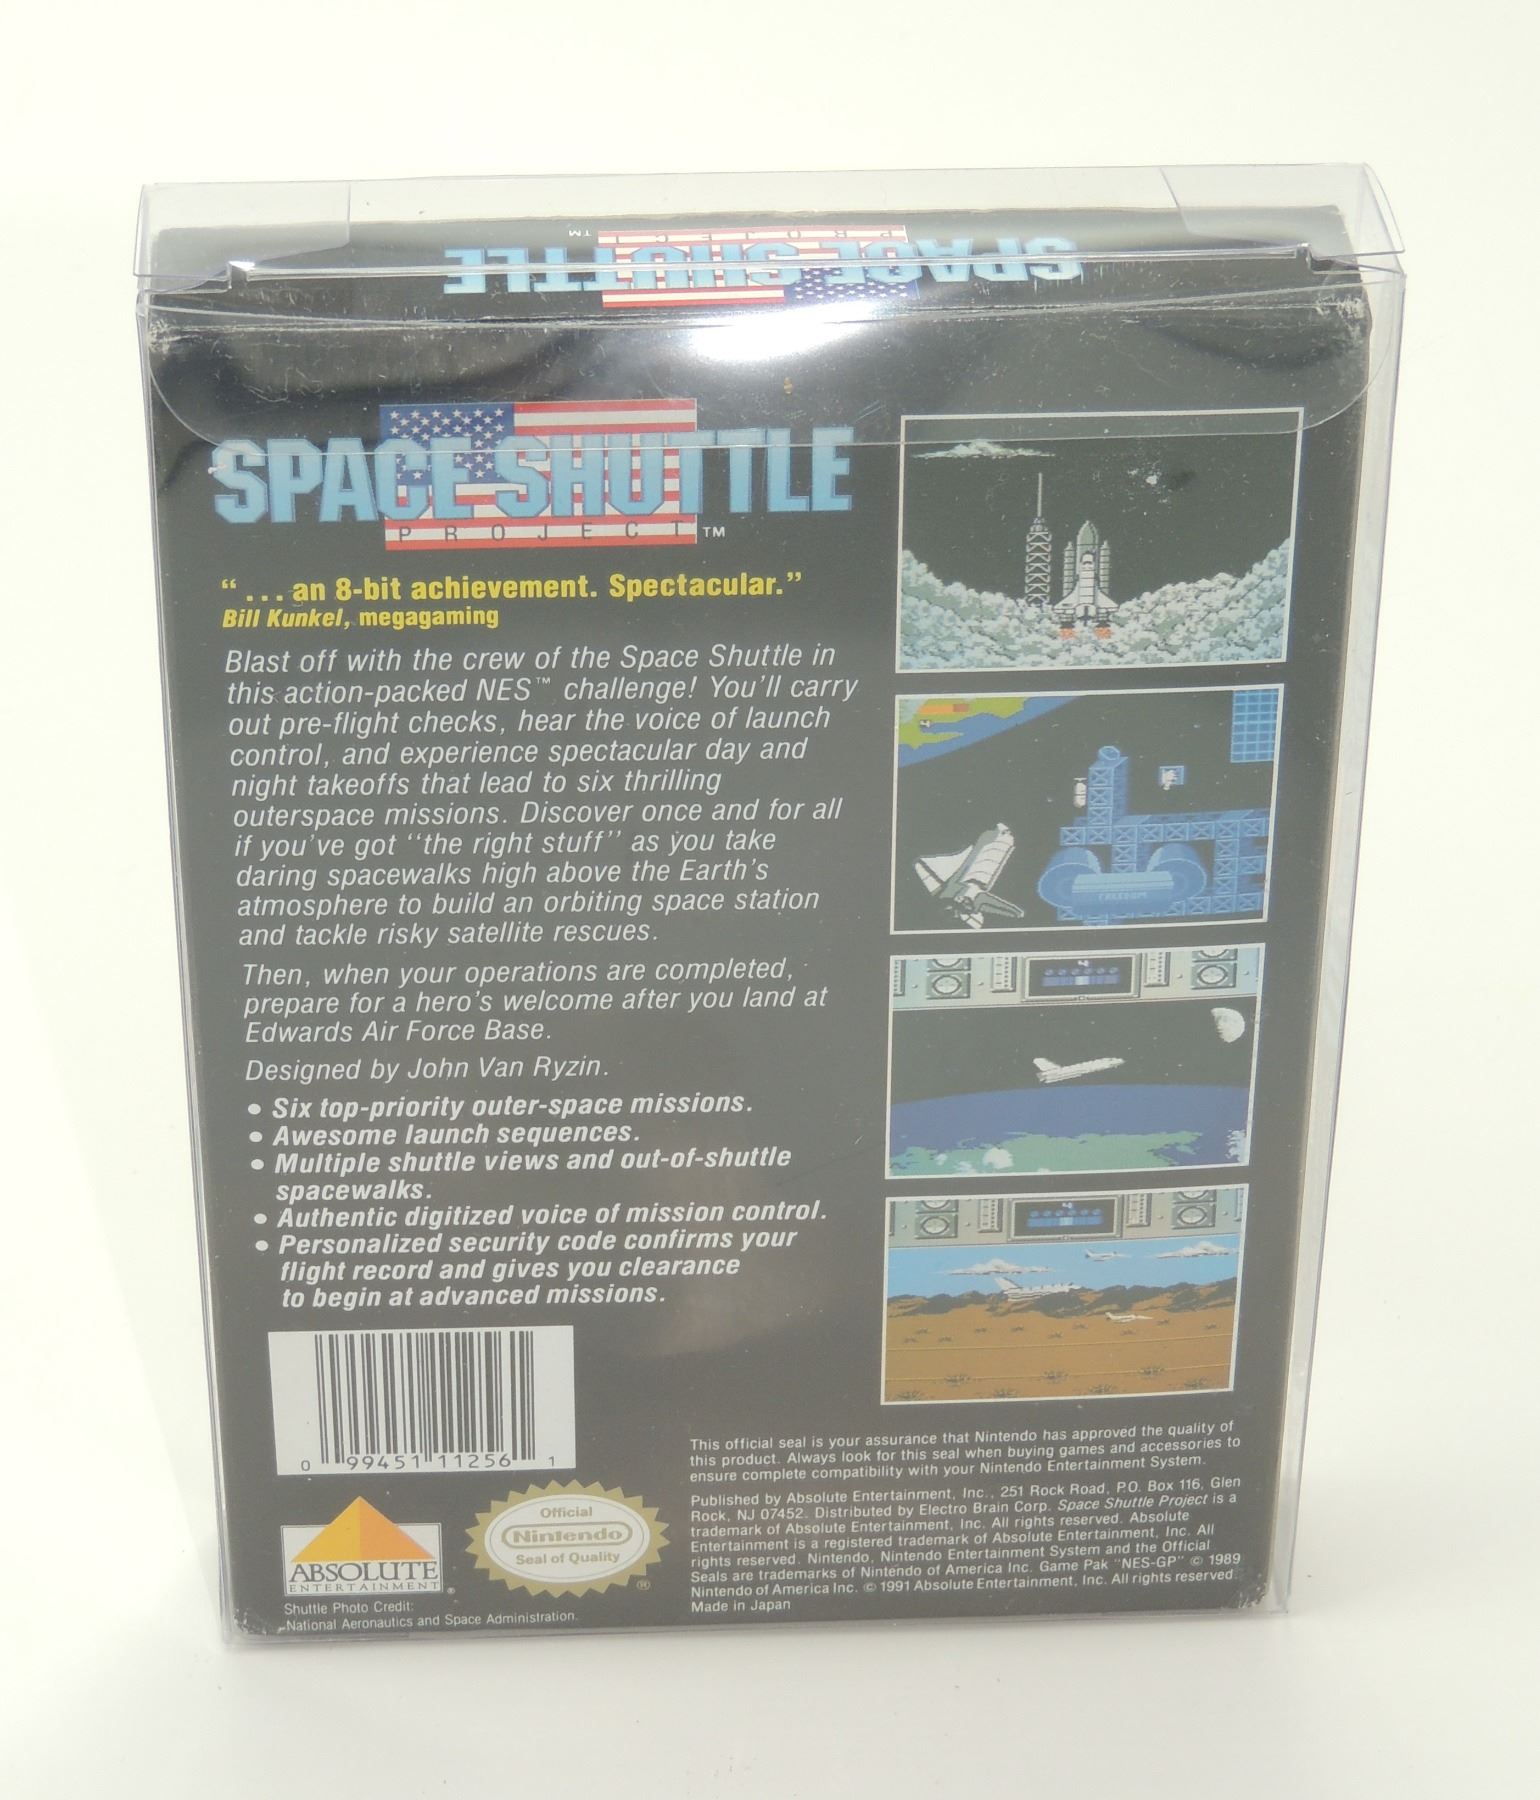 SPACE SHUTTLE
PROJECT™
SPACE SHUTTLE
PROJECT™
“...an 8-bit achievement. Spectacular.”
Bill Kunkel, megagaming
Blast off with the crew of the Space Shuttle in
this action-packed NES™ challenge! You'll carry
out pre-flight checks, hear the voice of launch
control, and experience spectacular day and
night takeoffs that lead to six thrilling
outerspace missions. Discover once and for all
if you've got “the right stuff” as you take
daring spacewalks high above the Earth's
atmosphere to build an orbiting space station
and tackle risky satellite rescues.
Then, when your operations are completed,
prepare for a hero's welcome after you land at
Edwards Air Force Base.
Designed by John Van Ryzin.
• Six top-priority outer-space missions.
• Awesome launch sequences.
• Multiple shuttle views and out-of-shuttle
spacewalks.
• Authentic digitized voice of mission control.
• Personalized security code confirms your
flight record and gives you clearance
to begin at advanced missions.
FREEDOM
4
4
0 99451 11256 1
ABSOLUTE
ENTERTAINMENT®
Official
Nintendo
Seal of Quality
®
Shuttle Photo Credit:
National Aeronautics and Space Administration.
This official seal is your assurance that Nintendo has approved the quality of
this product. Always look for this seal when buying games and accessories to
ensure complete compatibility with your Nintendo Entertainment System.
Published by Absolute Entertainment, Inc., 251 Rock Road, P.O. Box 116, Glen
Rock, NJ 07452. Distributed by Electro Brain Corp. Space Shuttle Project is a
trademark of Absolute Entertainment, Inc. All rights reserved. Absolute
Entertainment is a registered trademark of Absolute Entertainment, Inc. All
rights reserved. Nintendo, Nintendo Entertainment System and the Official
Seals are trademarks of Nintendo of America Inc. Game Pak “NES-GP” © 1989
Nintendo of America Inc. © 1991 Absolute Entertainment, Inc. All rights reserved.
Made in Japan